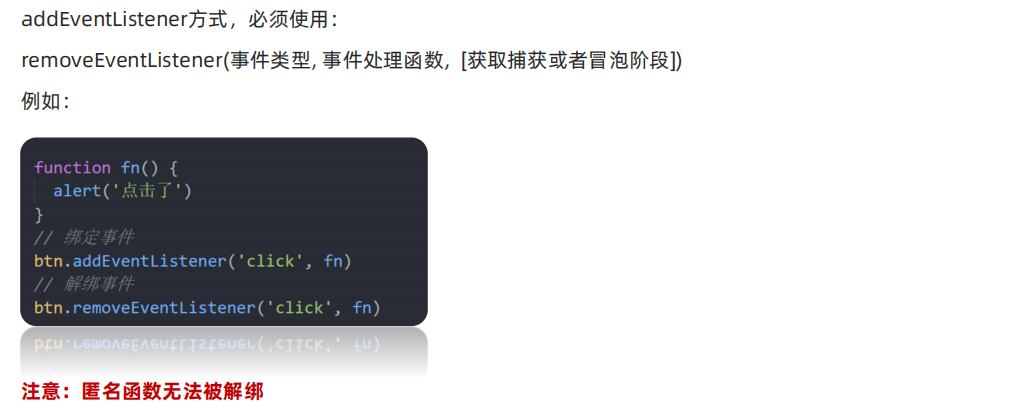 addEventListener方式，必须使用：
removeEventListener(事件类型, 事件处理函数,  [获取捕获或者冒泡阶段])
例如：
function fn() {
  alert('点击了')
}
// 绑定事件
btn.addEventListener('click', fn)
// 解绑事件
btn.removeEventListener('click', fn)
注意：匿名函数无法被解绑